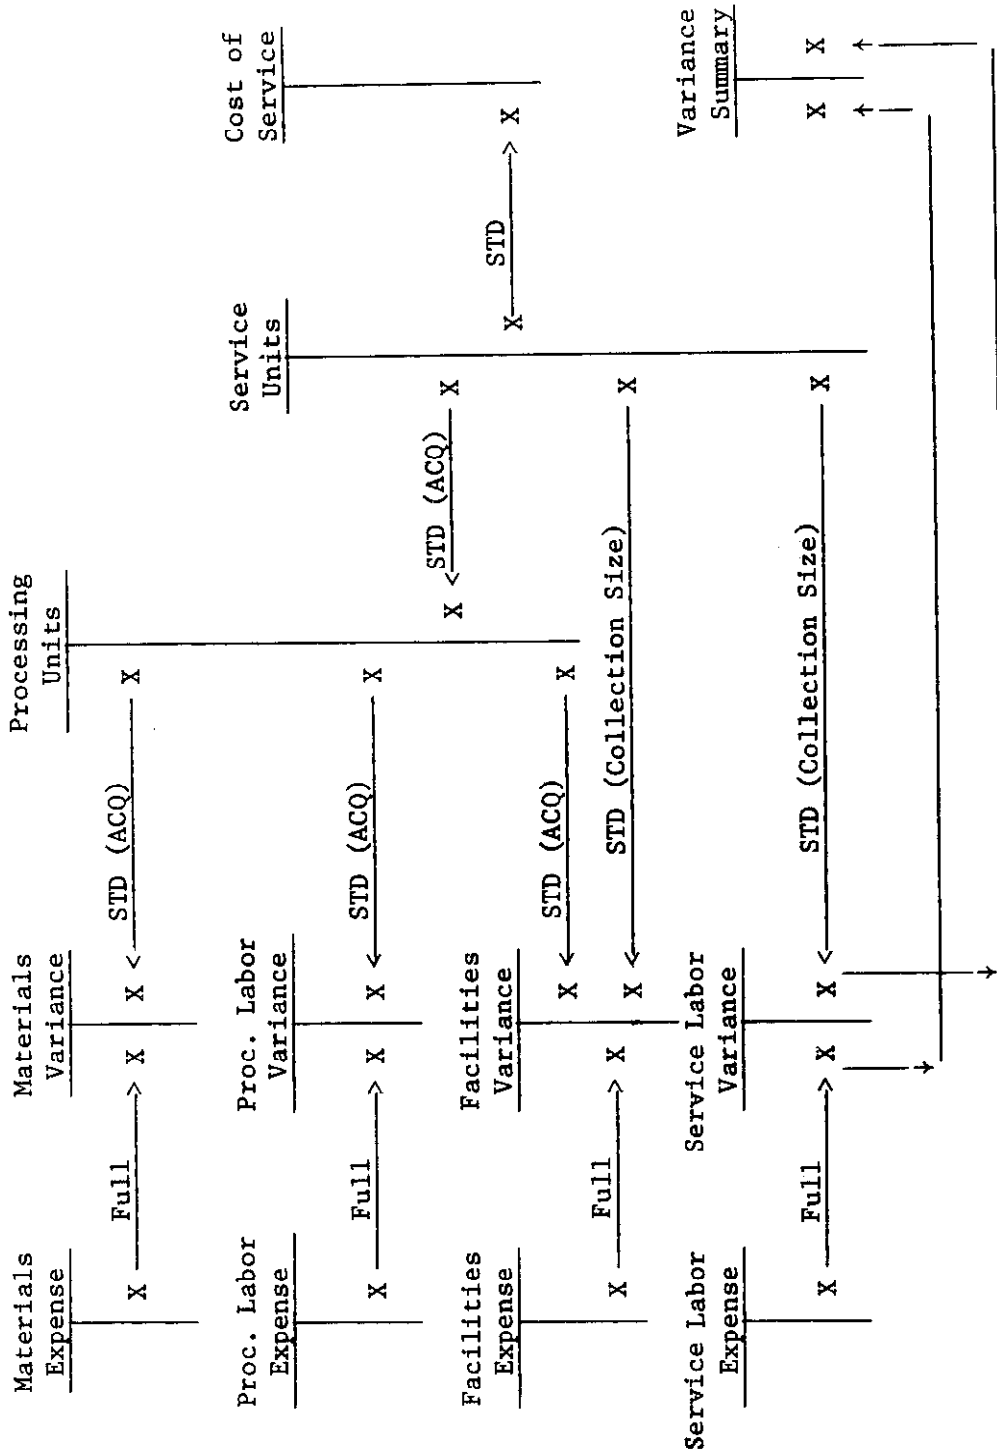 Materials
Expense
X
Full
X
Materials
Variance
X
STD (ACQ)
X
Processing
Units
Proc. Labor
Expense
X
Full
X
Proc. Labor
Variance
X
STD (ACQ)
X
X
STD (ACQ)
X
Service
Units
X
STD
X
Cost of
Service
Facilities
Expense
X
Full
X
Facilities
Variance
X
STD (ACQ)
X
X
STD (Collection Size)
X
Service Labor
Expense
X
Full
X
Service Labor
Variance
X
STD (Collection Size)
X
Variance
Summary
X
X